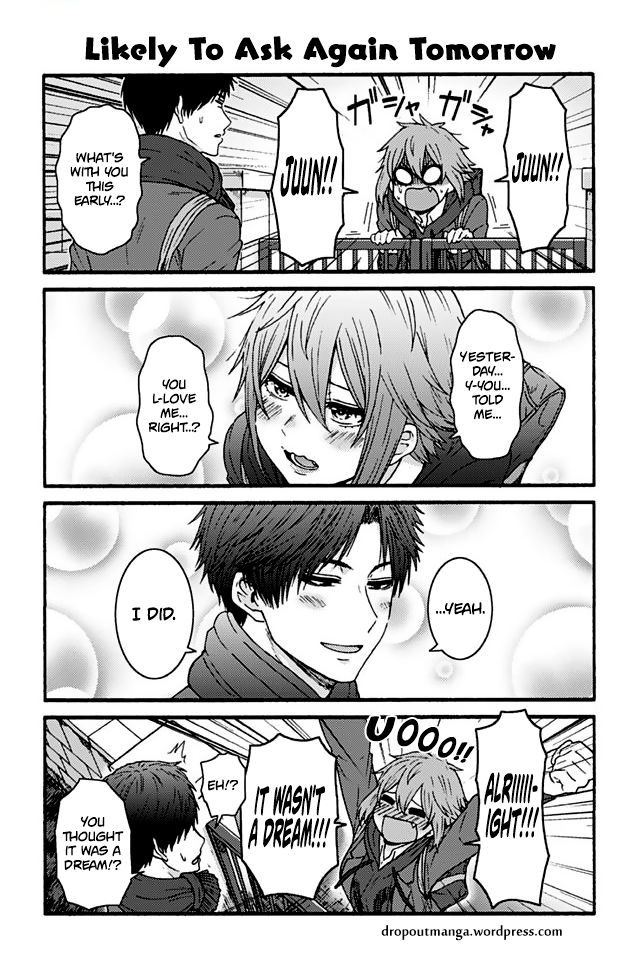 Likely To Ask Again Tomorrow
JUUN!!
ガシャ
ガシャ
JUUN!!
WHAT'S
WITH YOU
THIS
EARLY..?
YESTER-
DAY...
Y-YOU...
TOLD
ME...
YOU
L-LOVE
ME...
RIGHT..?
...YEAH.
I DID.
ALRIIIII-
IGHT!!!
UOOO!!
IT WASN'T
A DREAM!!!
EH!?
YOU
THOUGHT
IT WAS A
DREAM!?
dropoutmanga.wordpress.com